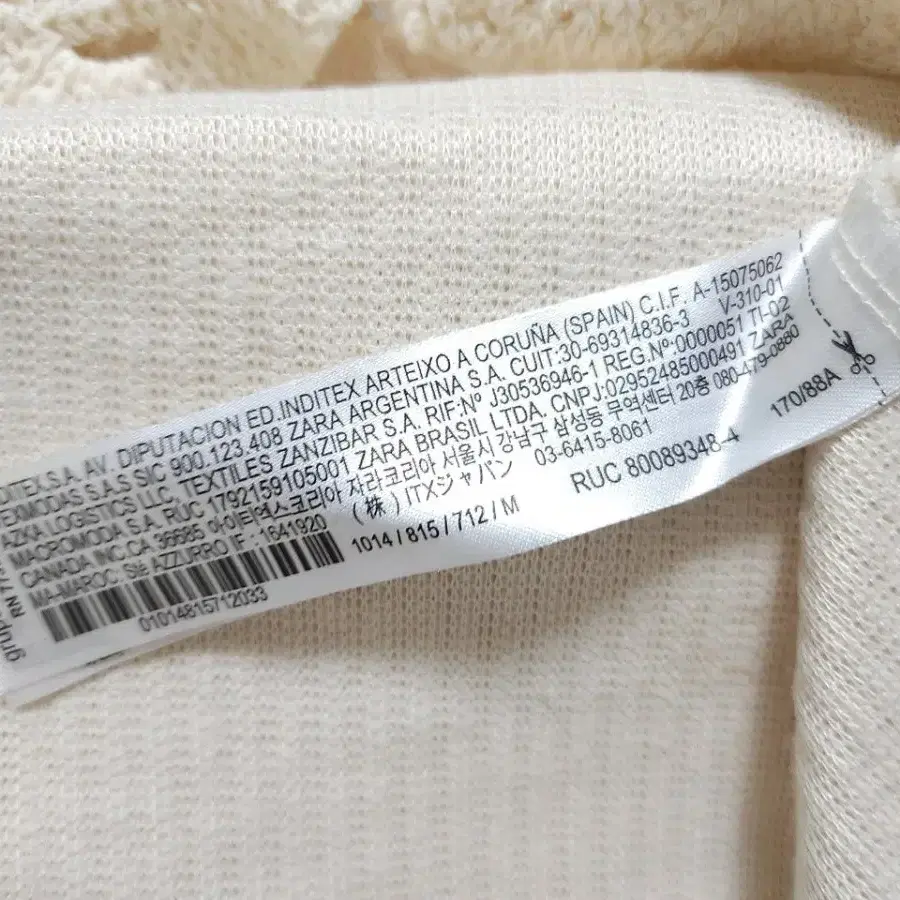 INDITEX.S.A. AV. DIPUTACION ED.INDITEX ARTEIXO A CORUÑA (SPAIN) C.I.F. A-15075062
TEXMODAS S.A.S SIC 900.123.408 ZARA ARGENTINA S.A. CUIT:30-69314836-3 V-310-01
LOGISTICS LLC, TEXTILES ZANZIBAR S.A. RIF:Nº J30536946-1 REG.Nº:0000051 TI-02
MACROMODA S.A. RUC 1792159105001 ZARA BRASIL LTDA. CNPJ:02952485000491 ZARA
CANADA INC.CA 36685 아이티엑스코리아 자라코리아 서울시 강남구 삼성동 무역센터 20층 080-479-0880
MA-MAROC Sté AZZURRO F - 1641920 (株) ITXジャパン 03-6415-8061
01014815712033
1014 / 815 / 712 / M
RUC 80089348-4
170/88A
RN